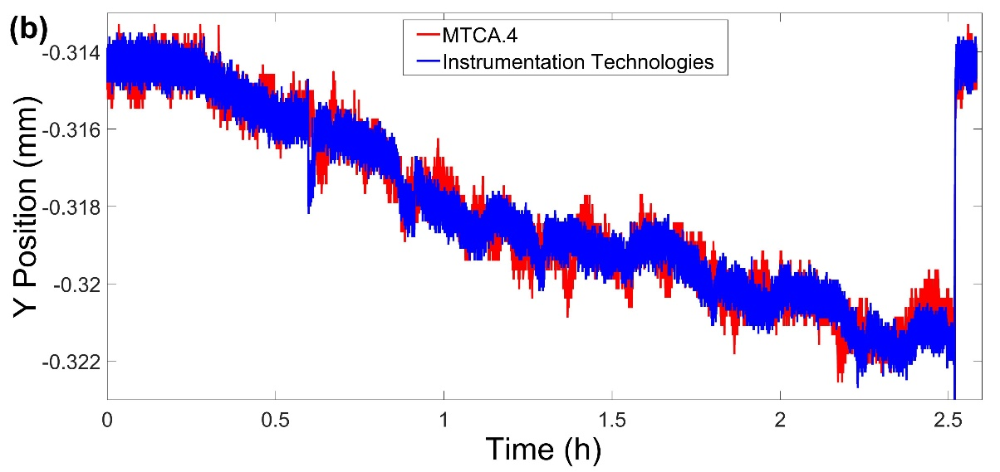 (b)
MTCA.4
Instrumentation Technologies
Y Position (mm)
-0.314
-0.316
-0.318
-0.32
-0.322
0 0.5 1 1.5 2 2.5
Time (h)